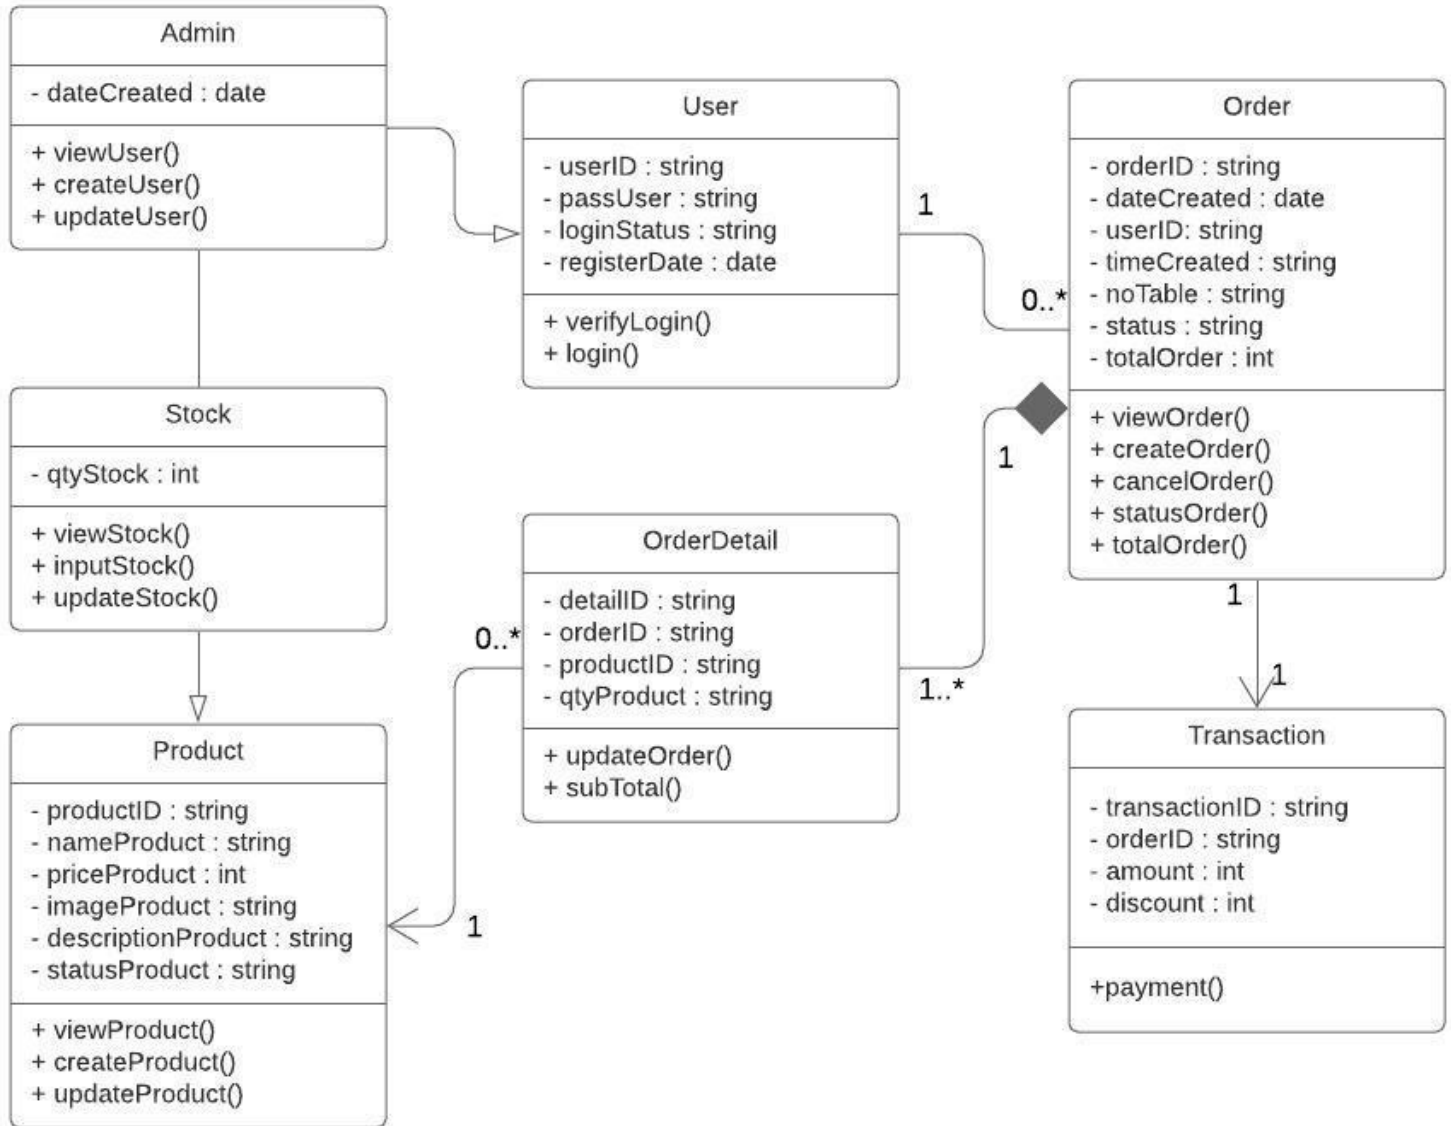 Admin
- dateCreated : date
+ viewUser()
+ createUser()
+ updateUser()
User
- userID : string
- passUser : string
- loginStatus : string
- registerDate : date
+ verifyLogin()
+ login()
1
0..*
Order
- orderID : string
- dateCreated : date
- userID: string
- timeCreated : string
- noTable : string
- status : string
- totalOrder : int
+ viewOrder()
+ createOrder()
+ cancelOrder()
+ statusOrder()
+ totalOrder()
Stock
- qtyStock : int
+ viewStock()
+ inputStock()
+ updateStock()
OrderDetail
- detailID : string
- orderID : string
- productID : string
- qtyProduct : string
+ updateOrder()
+ subTotal()
1
1..*
0..*
1
1
1
Product
- productID : string
- nameProduct : string
- priceProduct : int
- imageProduct : string
- descriptionProduct : string
- statusProduct : string
+ viewProduct()
+ createProduct()
+ updateProduct()
Transaction
- transactionID : string
- orderID : string
- amount : int
- discount : int
+payment()